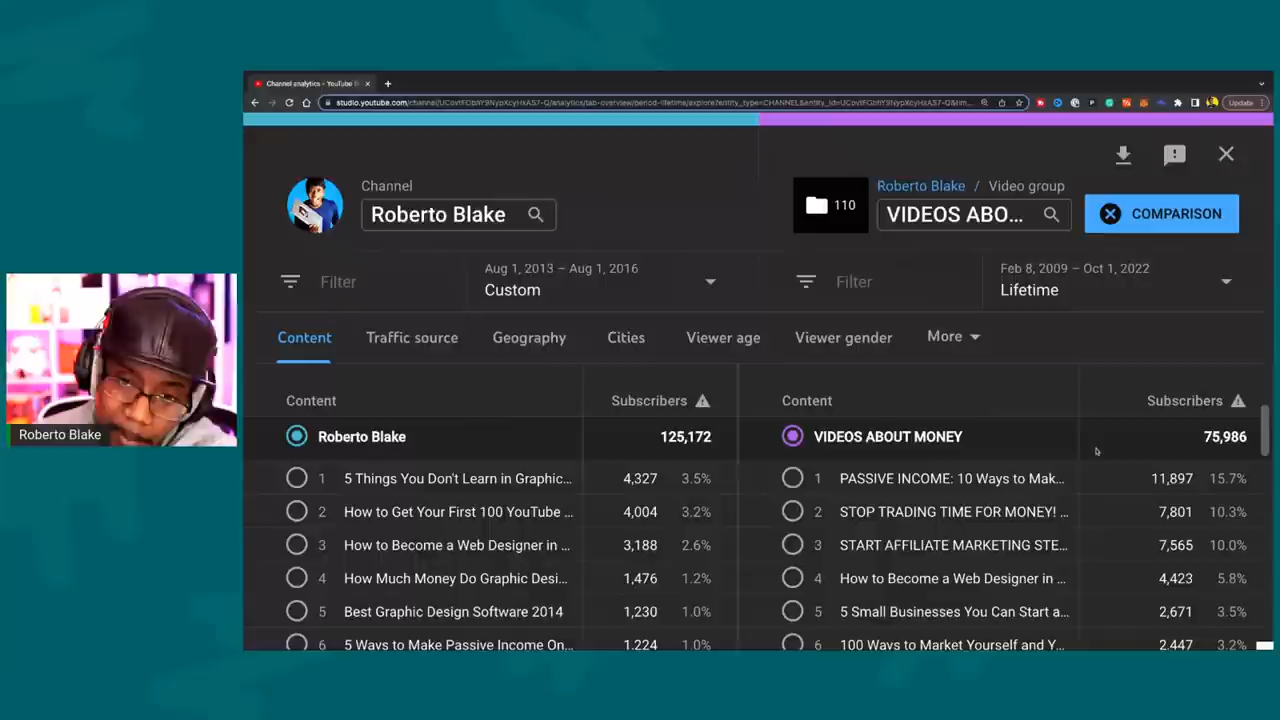 Channel analytics - YouTube
Update
Channel
Roberto Blake
110
Roberto Blake / Video group
VIDEOS ABO...
COMPARISON
Filter
Aug 1, 2013 – Aug 1, 2016
Custom
Filter
Feb 8, 2009 – Oct 1, 2022
Lifetime
Content Traffic source Geography Cities Viewer age Viewer gender More
Content Subscribers Content Subscribers
Roberto Blake 125,172 VIDEOS ABOUT MONEY 75,986
1 5 Things You Don't Learn in Graphic... 4,327 3.5% 1 PASSIVE INCOME: 10 Ways to Mak... 11,897 15.7%
2 How to Get Your First 100 YouTube ... 4,004 3.2% 2 STOP TRADING TIME FOR MONEY! ... 7,801 10.3%
3 How to Become a Web Designer in ... 3,188 2.6% 3 START AFFILIATE MARKETING STE... 7,565 10.0%
4 How Much Money Do Graphic Desi... 1,476 1.2% 4 How to Become a Web Designer in ... 4,423 5.8%
5 Best Graphic Design Software 2014 1,230 1.0% 5 5 Small Businesses You Can Start a... 2,671 3.5%
6 5 Ways to Make Passive Income On... 1,224 1.0% 6 100 Ways to Market Yourself and Y... 2,447 3.2%
Roberto Blake